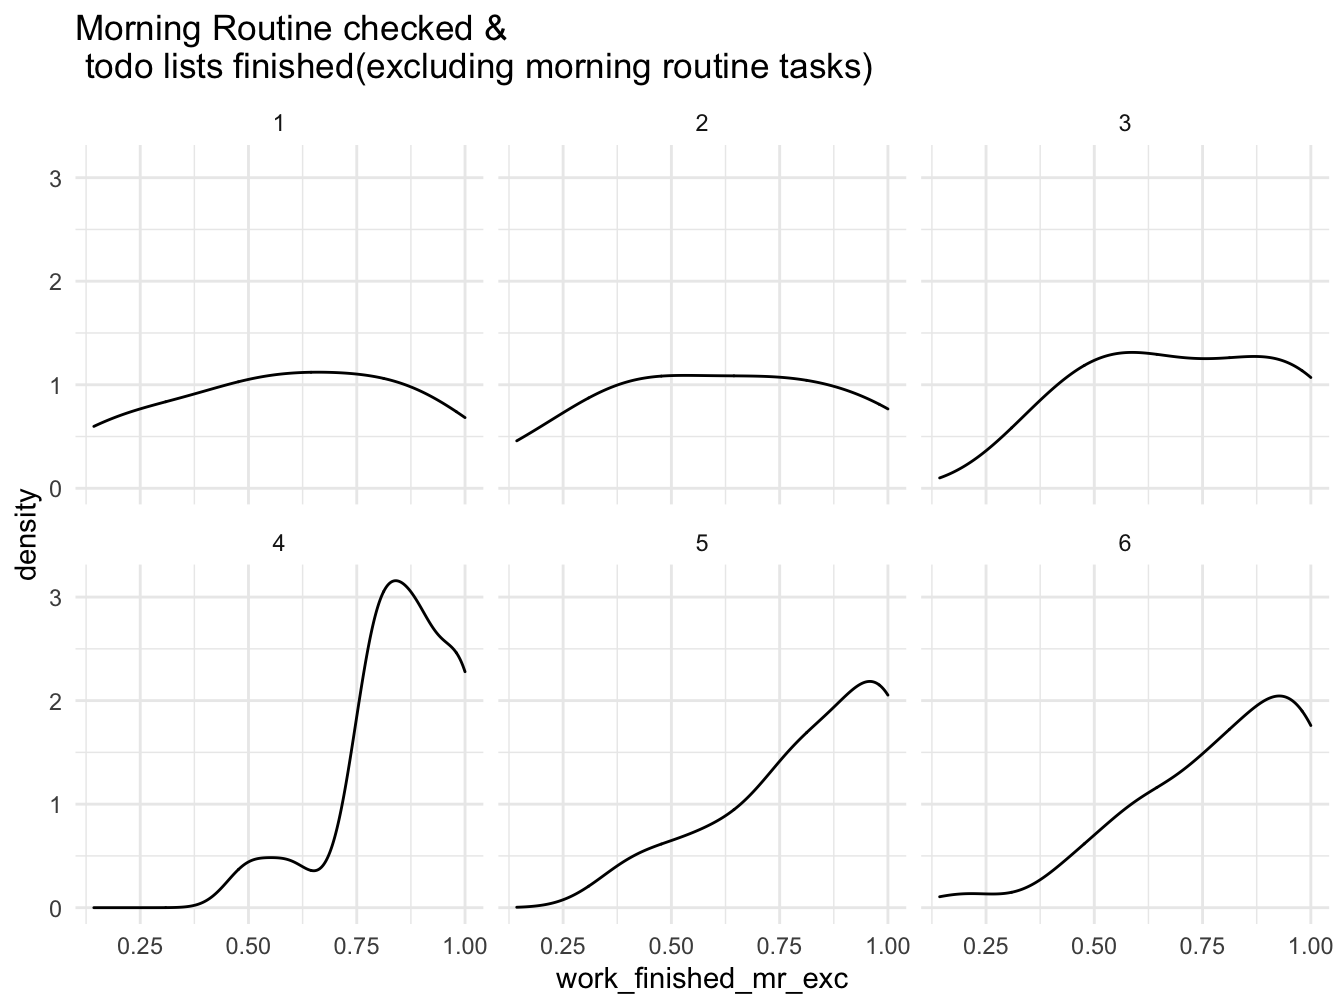 Morning Routine checked &
todo lists finished(excluding morning routine tasks)
1 2 3
3
2
1
0
density
4 5 6
3
2
1
0
0.25 0.50 0.75 1.00 0.25 0.50 0.75 1.00 0.25 0.50 0.75 1.00
work_finished_mr_exc